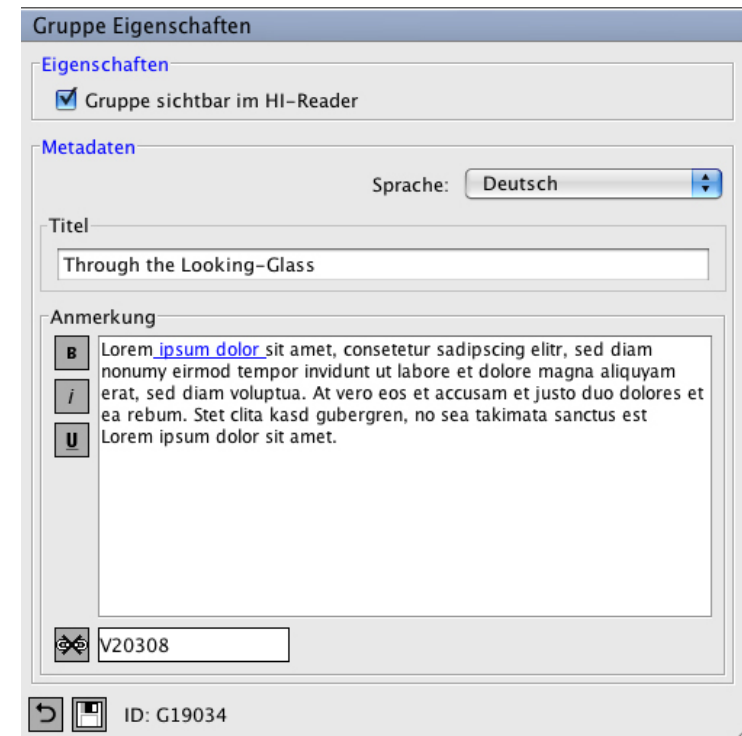 Gruppe Eigenschaften
Eigenschaften
Gruppe sichtbar im HI-Reader
Metadaten
Sprache: Deutsch
Titel
Through the Looking-Glass
Anmerkung
B
i
U
Lorem ipsum dolor sit amet, consetetur sadipscing elitr, sed diam
nonumy eirmod tempor invidunt ut labore et dolore magna aliquyam
erat, sed diam voluptua. At vero eos et accusam et justo duo dolores et
ea rebum. Stet clita kasd gubergren, no sea takimata sanctus est
Lorem ipsum dolor sit amet.
V20308
ID: G19034